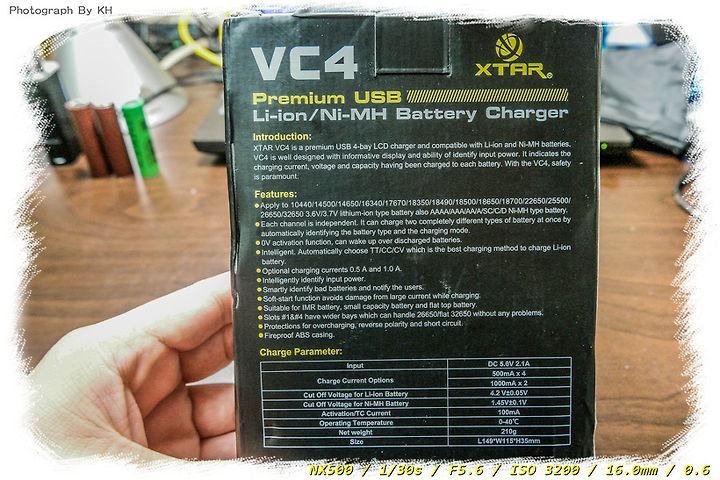 Photograph By KH
VC4
XTAR®
Premium USB
Li-ion/Ni-MH Battery Charger
Introduction:
XTAR VC4 is a premium USB 4-bay LCD charger and compatible with Li-ion and Ni-MH batteries.
VC4 is well designed with informative display and ability of identify input power. It indicates the
charging current, voltage and capacity having been charged to each battery. With the VC4, safety
is paramount.
Features:
Apply to 10440/14500/14650/16340/17670/18350/18490/18500/18650/18700/22650/25500/
26650/32650 3.6V/3.7V lithium-ion type battery also AAAA/AAA/AA/A/SC/C/D Ni-MH type battery.
Each channel is independent. It can charge two completely different types of battery at once by
automatically identifying the battery type and the charging mode.
0V activation function, can wake up over discharged batteries.
Intelligent. Automatically choose TT/CC/CV which is the best charging method to charge Li-ion
battery.
Optional charging currents 0.5 A and 1.0 A.
Intelligently identify input power.
Smartly identify bad batteries and notify the users.
Soft-start function avoids damage from large current while charging.
Suitable for IMR battery, small capacity battery and flat top battery.
Slots #1&#4 have wider bays which can handle 26650/flat 32650 without any problems.
Protections for overcharging, reverse polarity and short circuit.
Fireproof ABS casing.
Charge Parameter:
Input DC 5.0V 2.1A
Charge Current Options 500mA x 4
1000mA x 2
Cut Off Voltage for Li-ion Battery 4.2 V±0.05V
Cut Off Voltage for Ni-MH Battery 1.45V±0.1V
Activation/TC Current 100mA
Operating Temperature 0-40℃
Net weight 210g
Size L149*W115*H35mm
NX500 / 1/30s / F5.6 / ISO 3200 / 16.0mm / 0.6